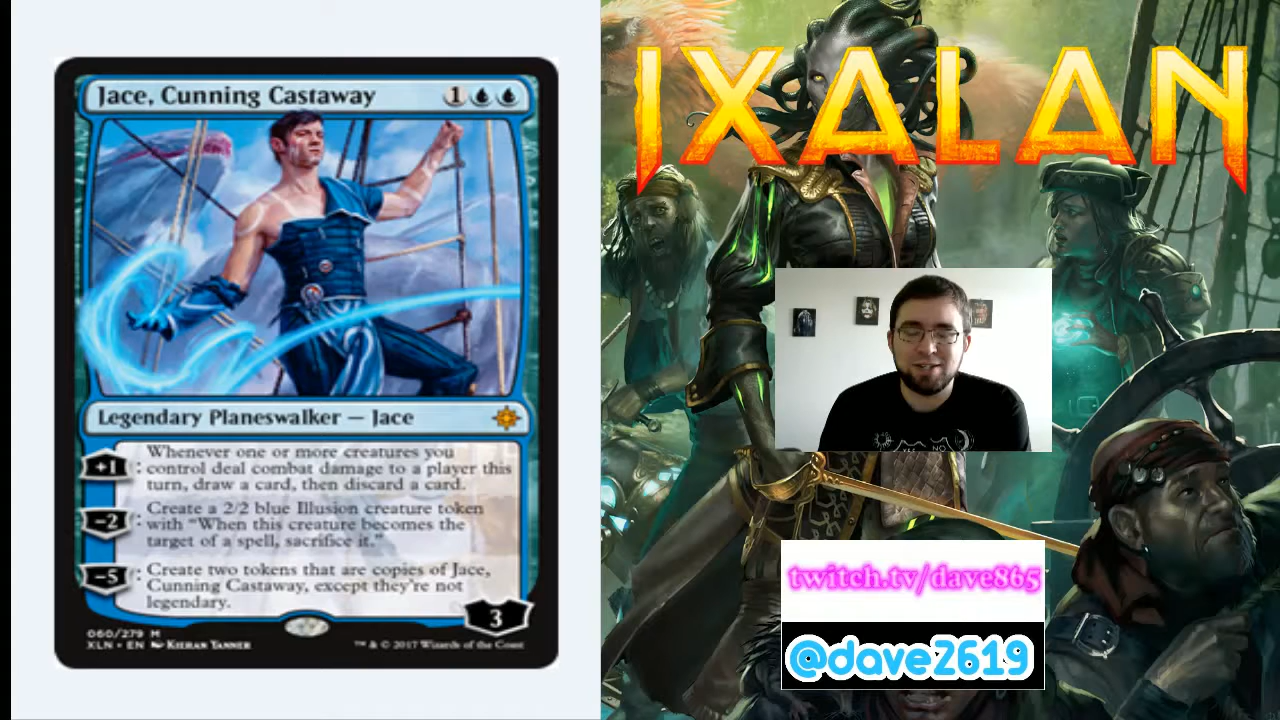 Jace, Cunning Castaway 1
Legendary Planeswalker — Jace
+1 : Whenever one or more creatures you
control deal combat damage to a player this
turn, draw a card, then discard a card.
-2 : Create a 2/2 blue Illusion creature token
with “When this creature becomes the
target of a spell, sacrifice it.”
-5 : Create two tokens that are copies of Jace,
Cunning Castaway, except they're not
legendary.
3
060/279 M
XLN • EN Kieran Tanner
™ & © 2017 Wizards of the Coast
IXALAN
NO
twitch.tv/dave865
@dave2619